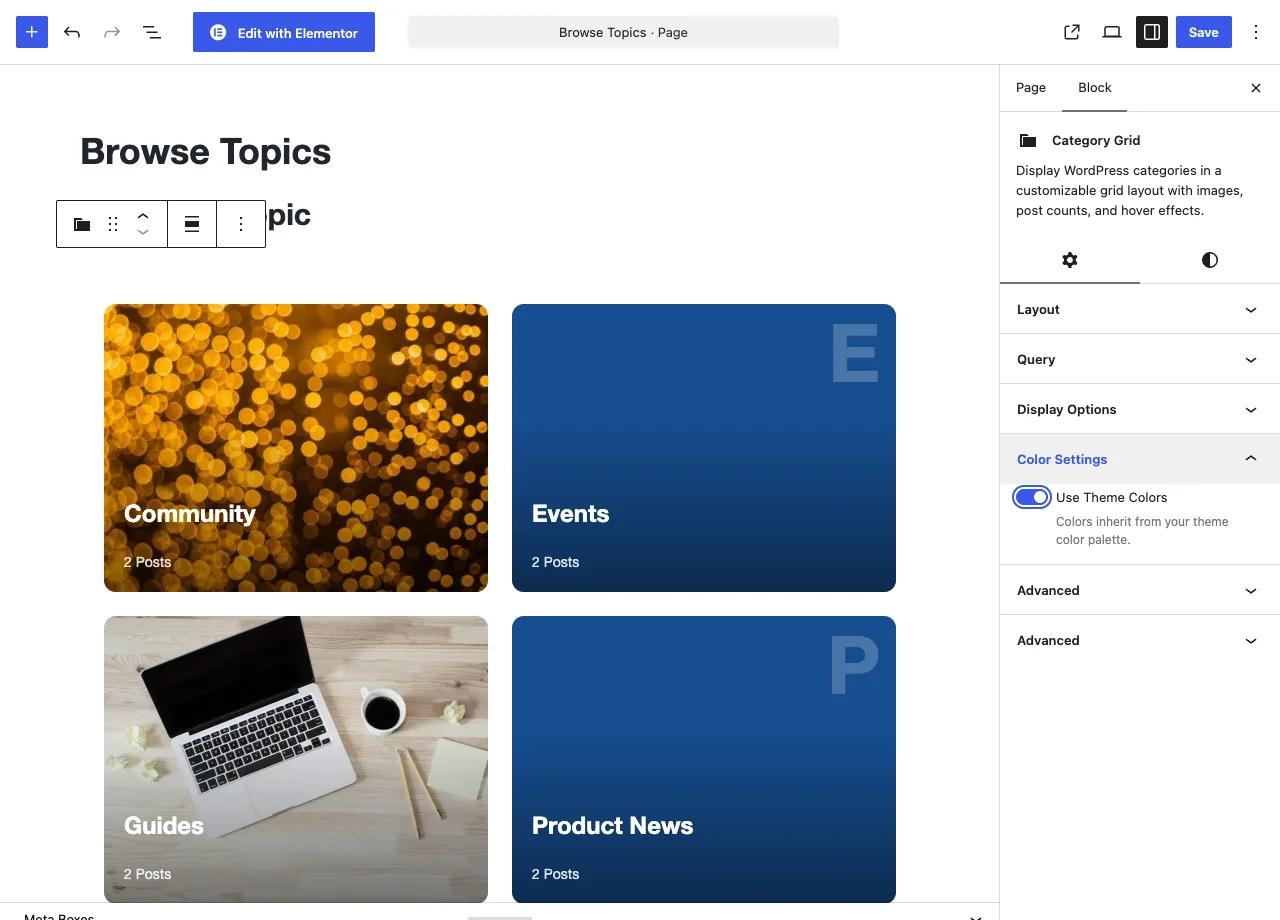 Edit with Elementor
Browse Topics · Page
Save
Page
Block
Category Grid
Display WordPress categories in a
customizable grid layout with images,
post counts, and hover effects.
Layout
Query
Display Options
Color Settings
Use Theme Colors
Colors inherit from your theme
color palette.
Advanced
Advanced
Browse Topics
opic
Community
2 Posts
E
Events
2 Posts
Guides
2 Posts
P
Product News
2 Posts
Meta Boxes